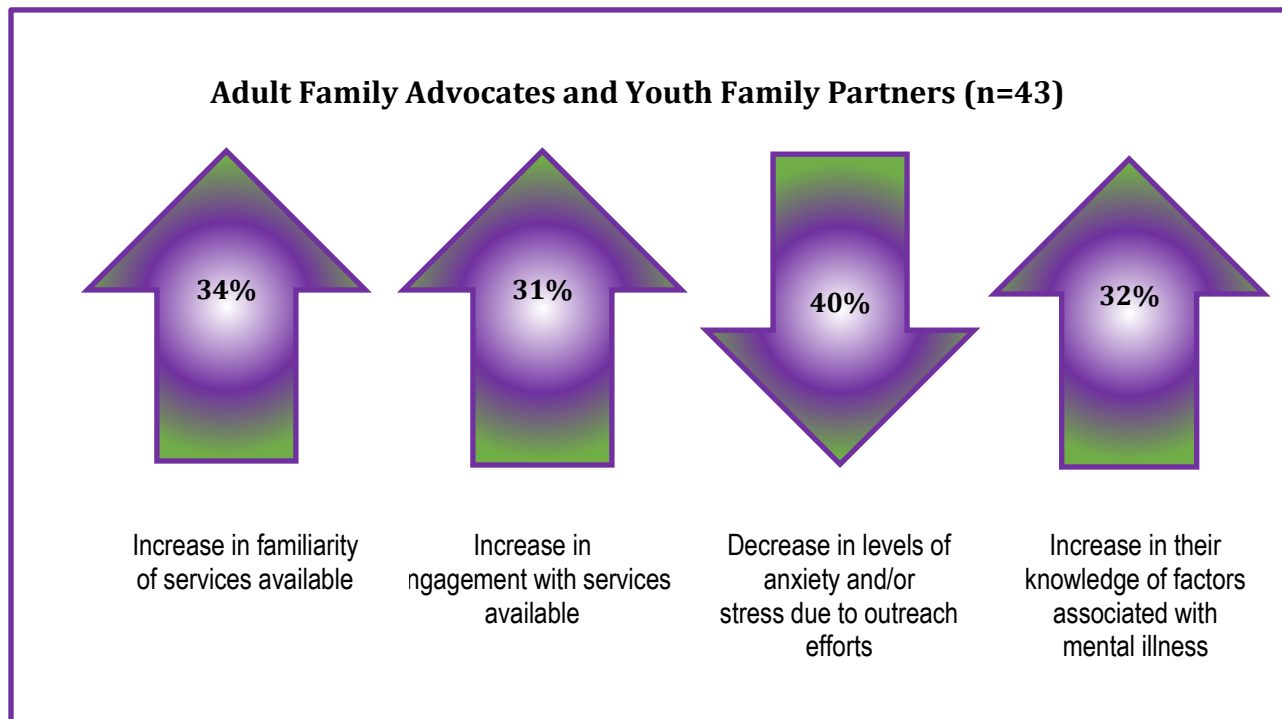 Adult Family Advocates and Youth Family Partners (n=43)
34%
31%
40%
32%
Increase in familiarity
of services available
Increase in
ngagement with services
available
Decrease in levels of
anxiety and/or
stress due to outreach
efforts
Increase in their
knowledge of factors
associated with
mental illness